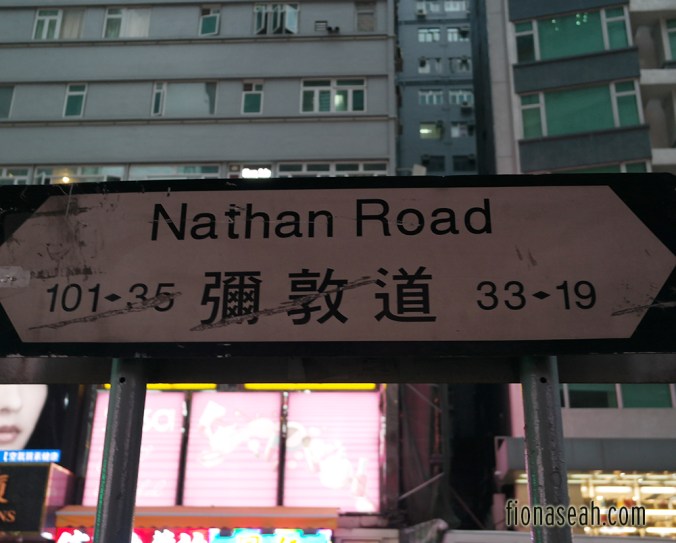 Nathan Road
101 35 彌敦道 33 19
fionaseah.com